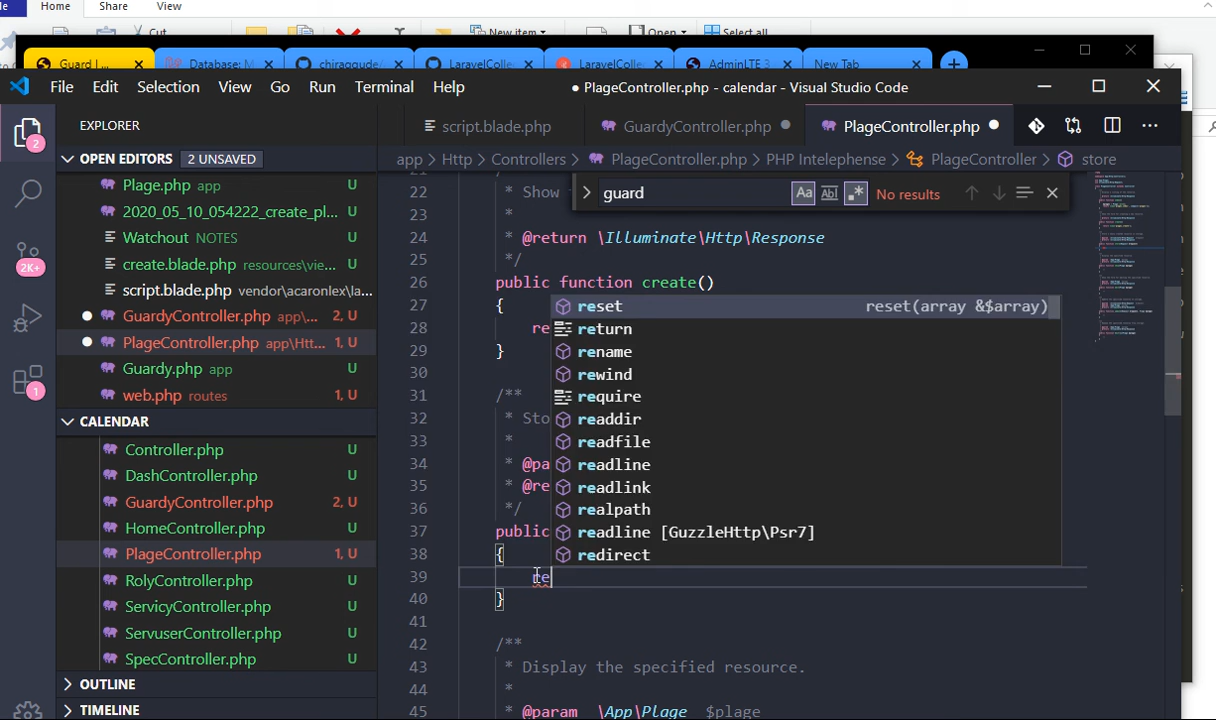 Home Share View
Cut New item Open Select all
Guard |... Database: M chiraggude/ LaravelColle LaravelColle AdminLTE 3 New Tab
File Edit Selection View Go Run Terminal Help ● PlageController.php - calendar - Visual Studio Code
EXPLORER
script.blade.php GuardyController.php PlageController.php
OPEN EDITORS 2 UNSAVED
app > Http > Controllers > PlageController.php > PHP Intelephense > PlageController > store
Plage.php app U
2020_05_10_054222_create_pl... U
Watchout NOTES U
create.blade.php resources\vie... U
script.blade.php vendor\acaronlex\la...
GuardyController.php app\... 2, U
PlageController.php app\Htt... 1, U
Guardy.php app U
web.php routes 1, U
CALENDAR
Controller.php U
DashController.php U
GuardyController.php 2, U
HomeController.php U
PlageController.php 1, U
RolyController.php U
ServicyController.php U
ServuserController.php U
SpecController.php U
OUTLINE
TIMELINE
2
2K+
1
guard Aa Abl .* No results
22 * Show
23 *
24 * @return \Illuminate\Http\Response
25 */
26 public function create()
27 {
28 re
29 }
30
31 /**
32 * Sto
33 *
34 * @pa
35 * @re
36 */
37 public
38 {
39 re
40 }
41
42 /**
43 * Display the specified resource.
44 *
45 * @param \App\Plage $plage
reset reset(array &$array)
return
rename
rewind
require
readdir
readfile
readline
readlink
realpath
readline [GuzzleHttp\Psr7]
redirect